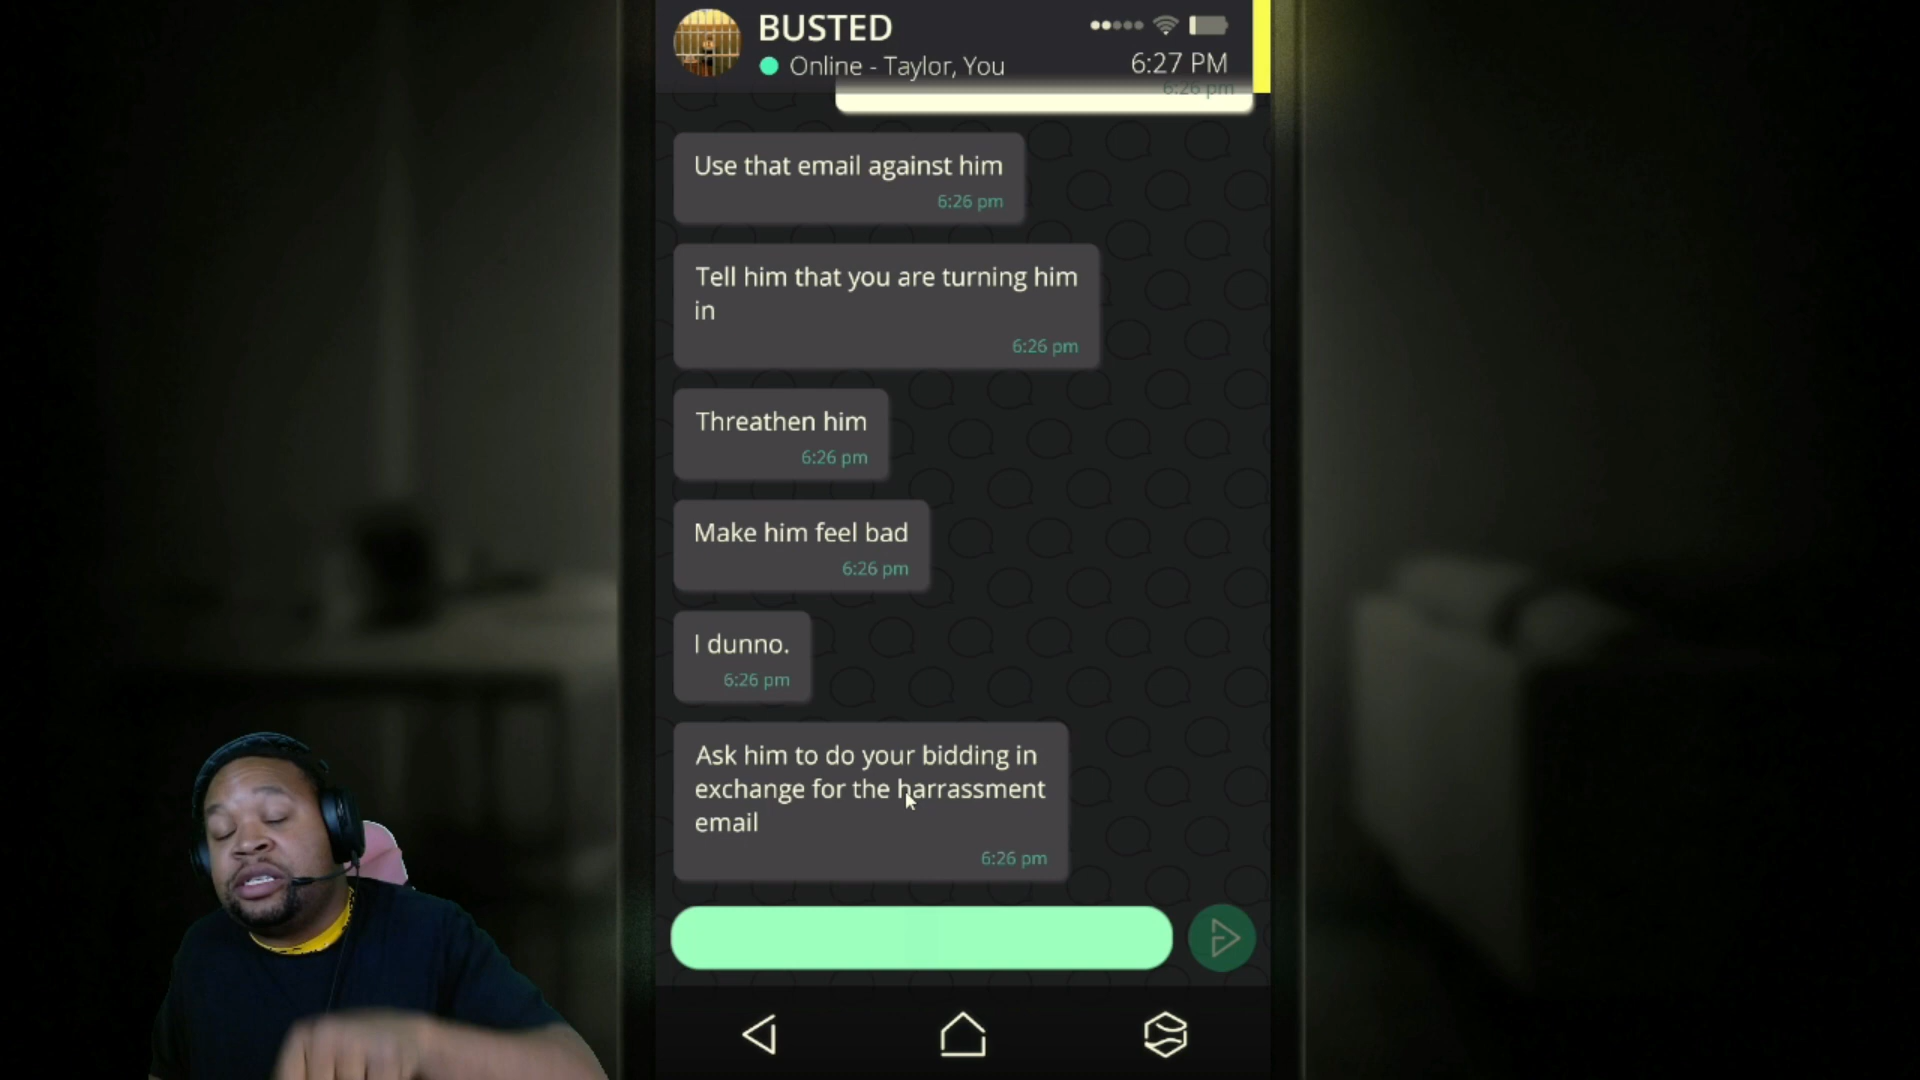 BUSTED
Online - Taylor, You
6:27 PM
6:26 pm
Use that email against him
6:26 pm
Tell him that you are turning him
in
6:26 pm
Threathen him
6:26 pm
Make him feel bad
6:26 pm
I dunno.
6:26 pm
Ask him to do your bidding in
exchange for the harrassment
email
6:26 pm